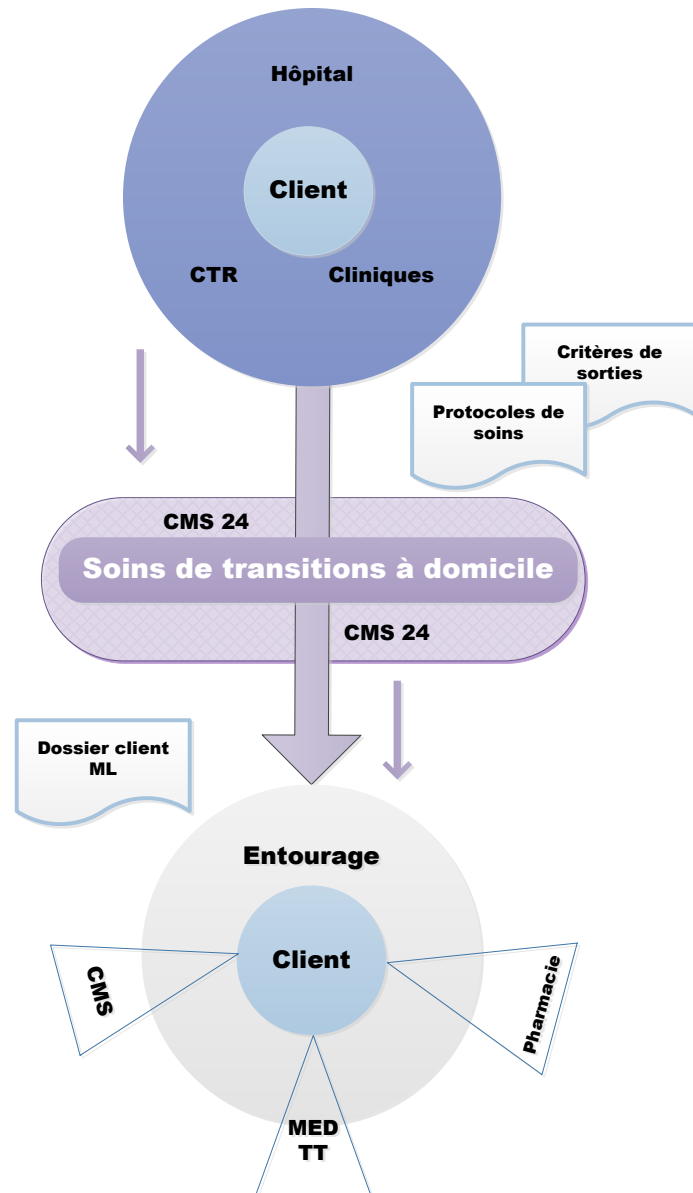 Hôpital
Client
CTR
Cliniques
Critères de
sorties
Protocoles de
soins
CMS 24
Soins de transitions à domicile
CMS 24
Dossier client
ML
Entourage
Client
CMS
Pharmacie
MED
TT